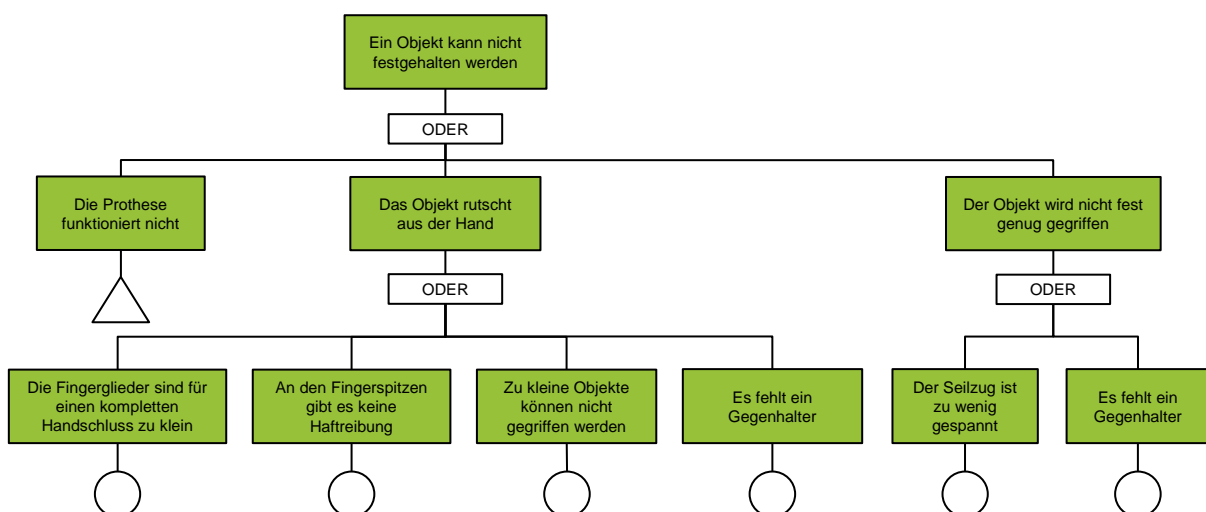 Ein Objekt kann nicht
festgehalten werden
ODER
Die Prothese
funktioniert nicht
Das Objekt rutscht
aus der Hand
Der Objekt wird nicht fest
genug gegriffen
ODER
ODER
Die Fingerglieder sind für
einen kompletten
Handschluss zu klein
An den Fingerspitzen
gibt es keine
Haftreibung
Zu kleine Objekte
können nicht
gegriffen werden
Es fehlt ein
Gegenhalter
Der Seilzug ist
zu wenig
gespannt
Es fehlt ein
Gegenhalter